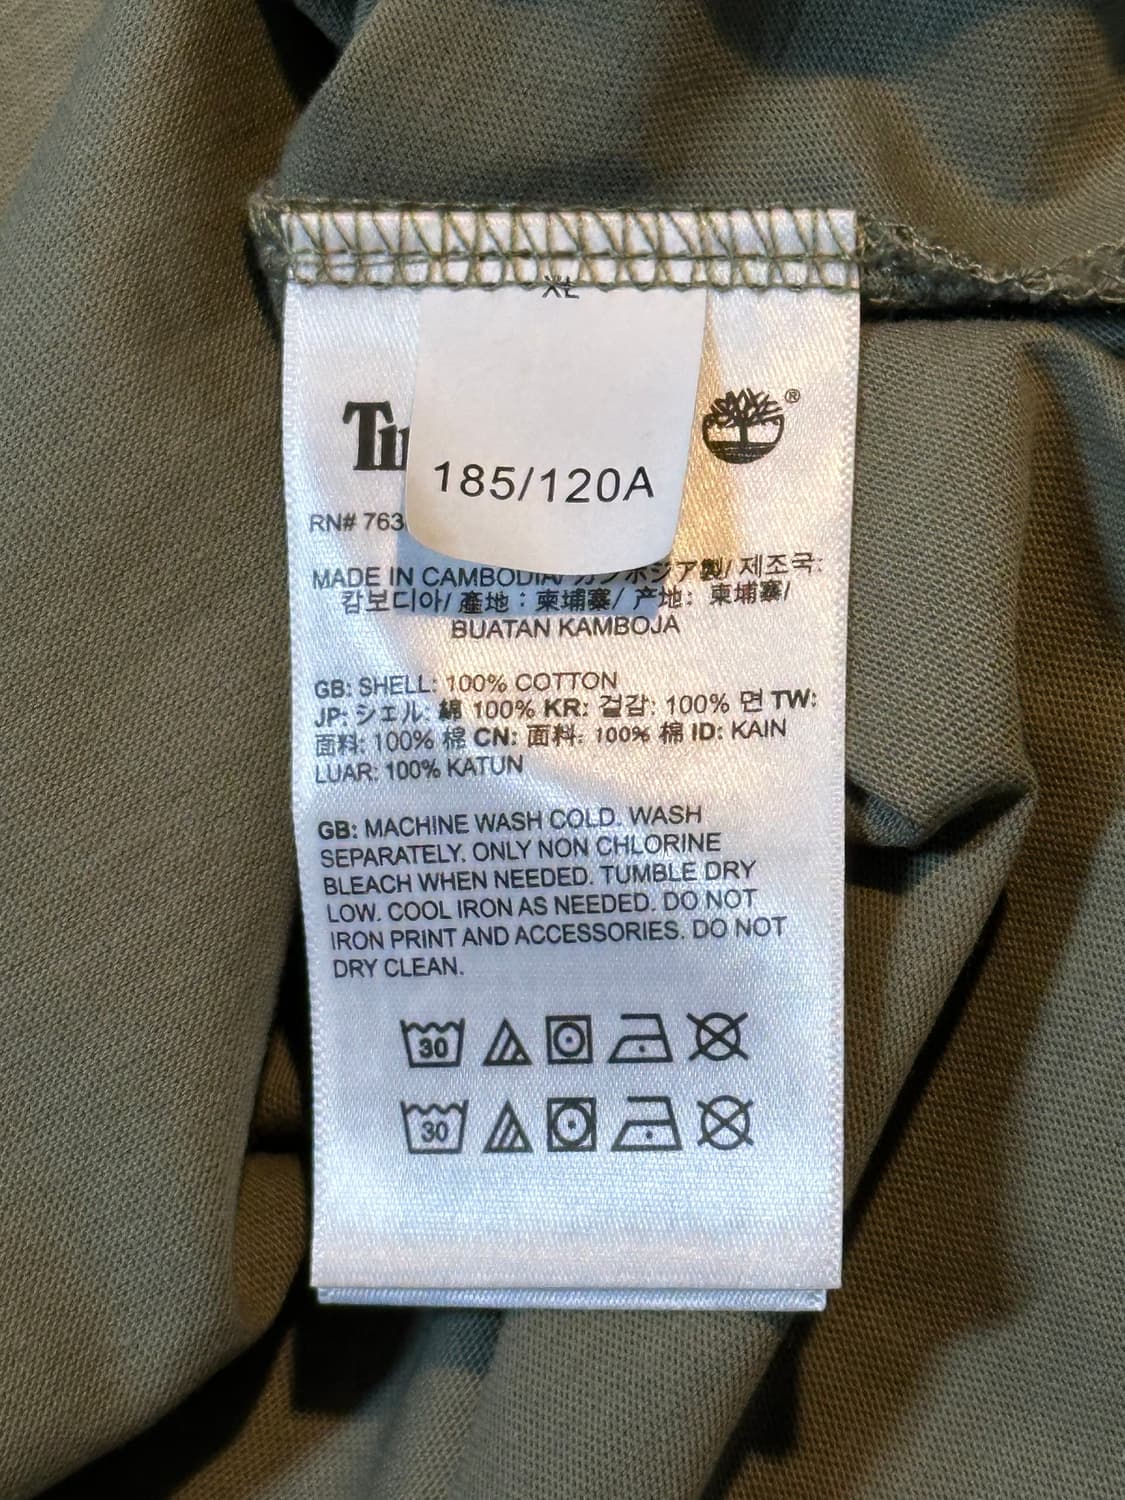 XL
185/120A
®
RN# 763
MADE IN CAMBODIA/ カンボジア製/ 제조국:
캄보디아/ 產地：柬埔寨/ 产地：柬埔寨/
BUATAN KAMBOJA
GB: SHELL: 100% COTTON
JP: シェル: 綿 100% KR: 겉감: 100% 면 TW:
面料: 100% 棉 CN: 面料: 100% 棉 ID: KAIN
LUAR: 100% KATUN
GB: MACHINE WASH COLD. WASH
SEPARATELY. ONLY NON CHLORINE
BLEACH WHEN NEEDED. TUMBLE DRY
LOW. COOL IRON AS NEEDED. DO NOT
IRON PRINT AND ACCESSORIES. DO NOT
DRY CLEAN.
30
30